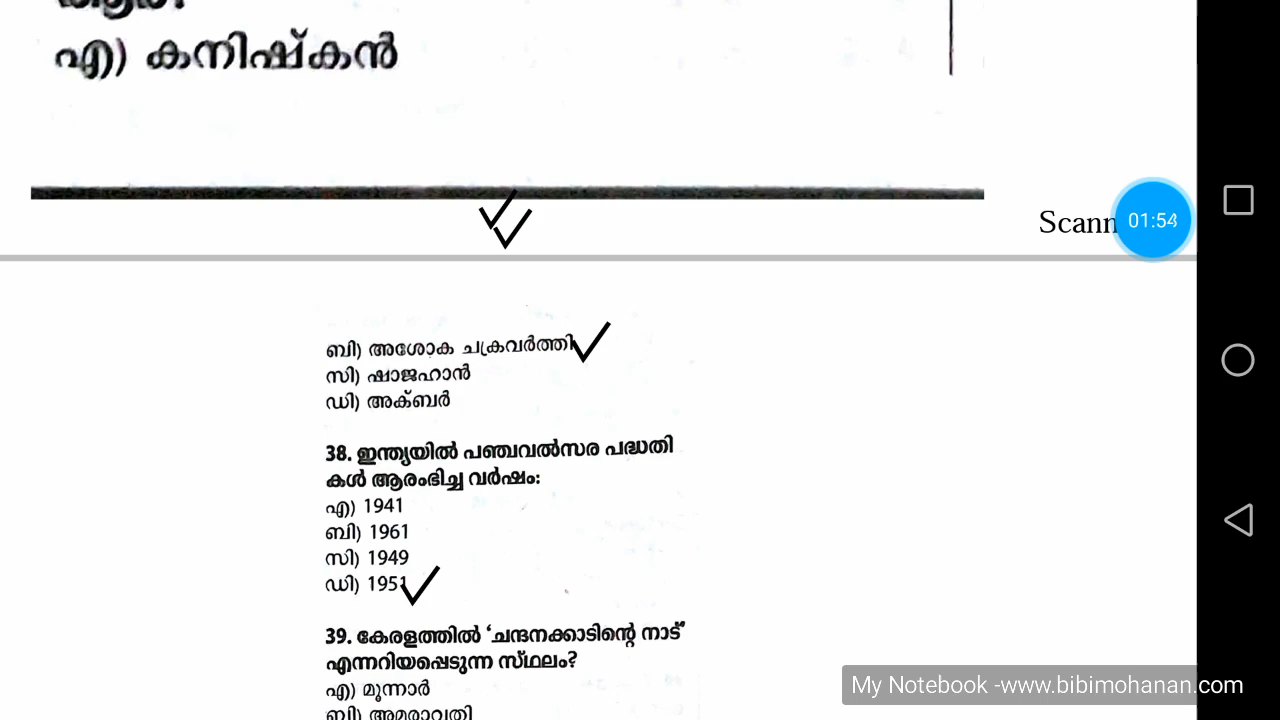 എ) കനിഷ്കൻ
Scann
01:54
ബി) അശോക ചക്രവർത്തി
സി) ഷാജഹാൻ
ഡി) അക്ബർ
38. ഇന്ത്യയിൽ പഞ്ചവൽസര പദ്ധതി
കൾ ആരംഭിച്ച വർഷം:
എ) 1941
ബി) 1961
സി) 1949
ഡി) 1951
39. കേരളത്തിൽ ‘ചന്ദനക്കാടിന്റെ നാട്’
എന്നറിയപ്പെടുന്ന സ്ഥലം?
എ) മൂന്നാർ
ബി) അമരാവതി
My Notebook -www.bibimohanan.com